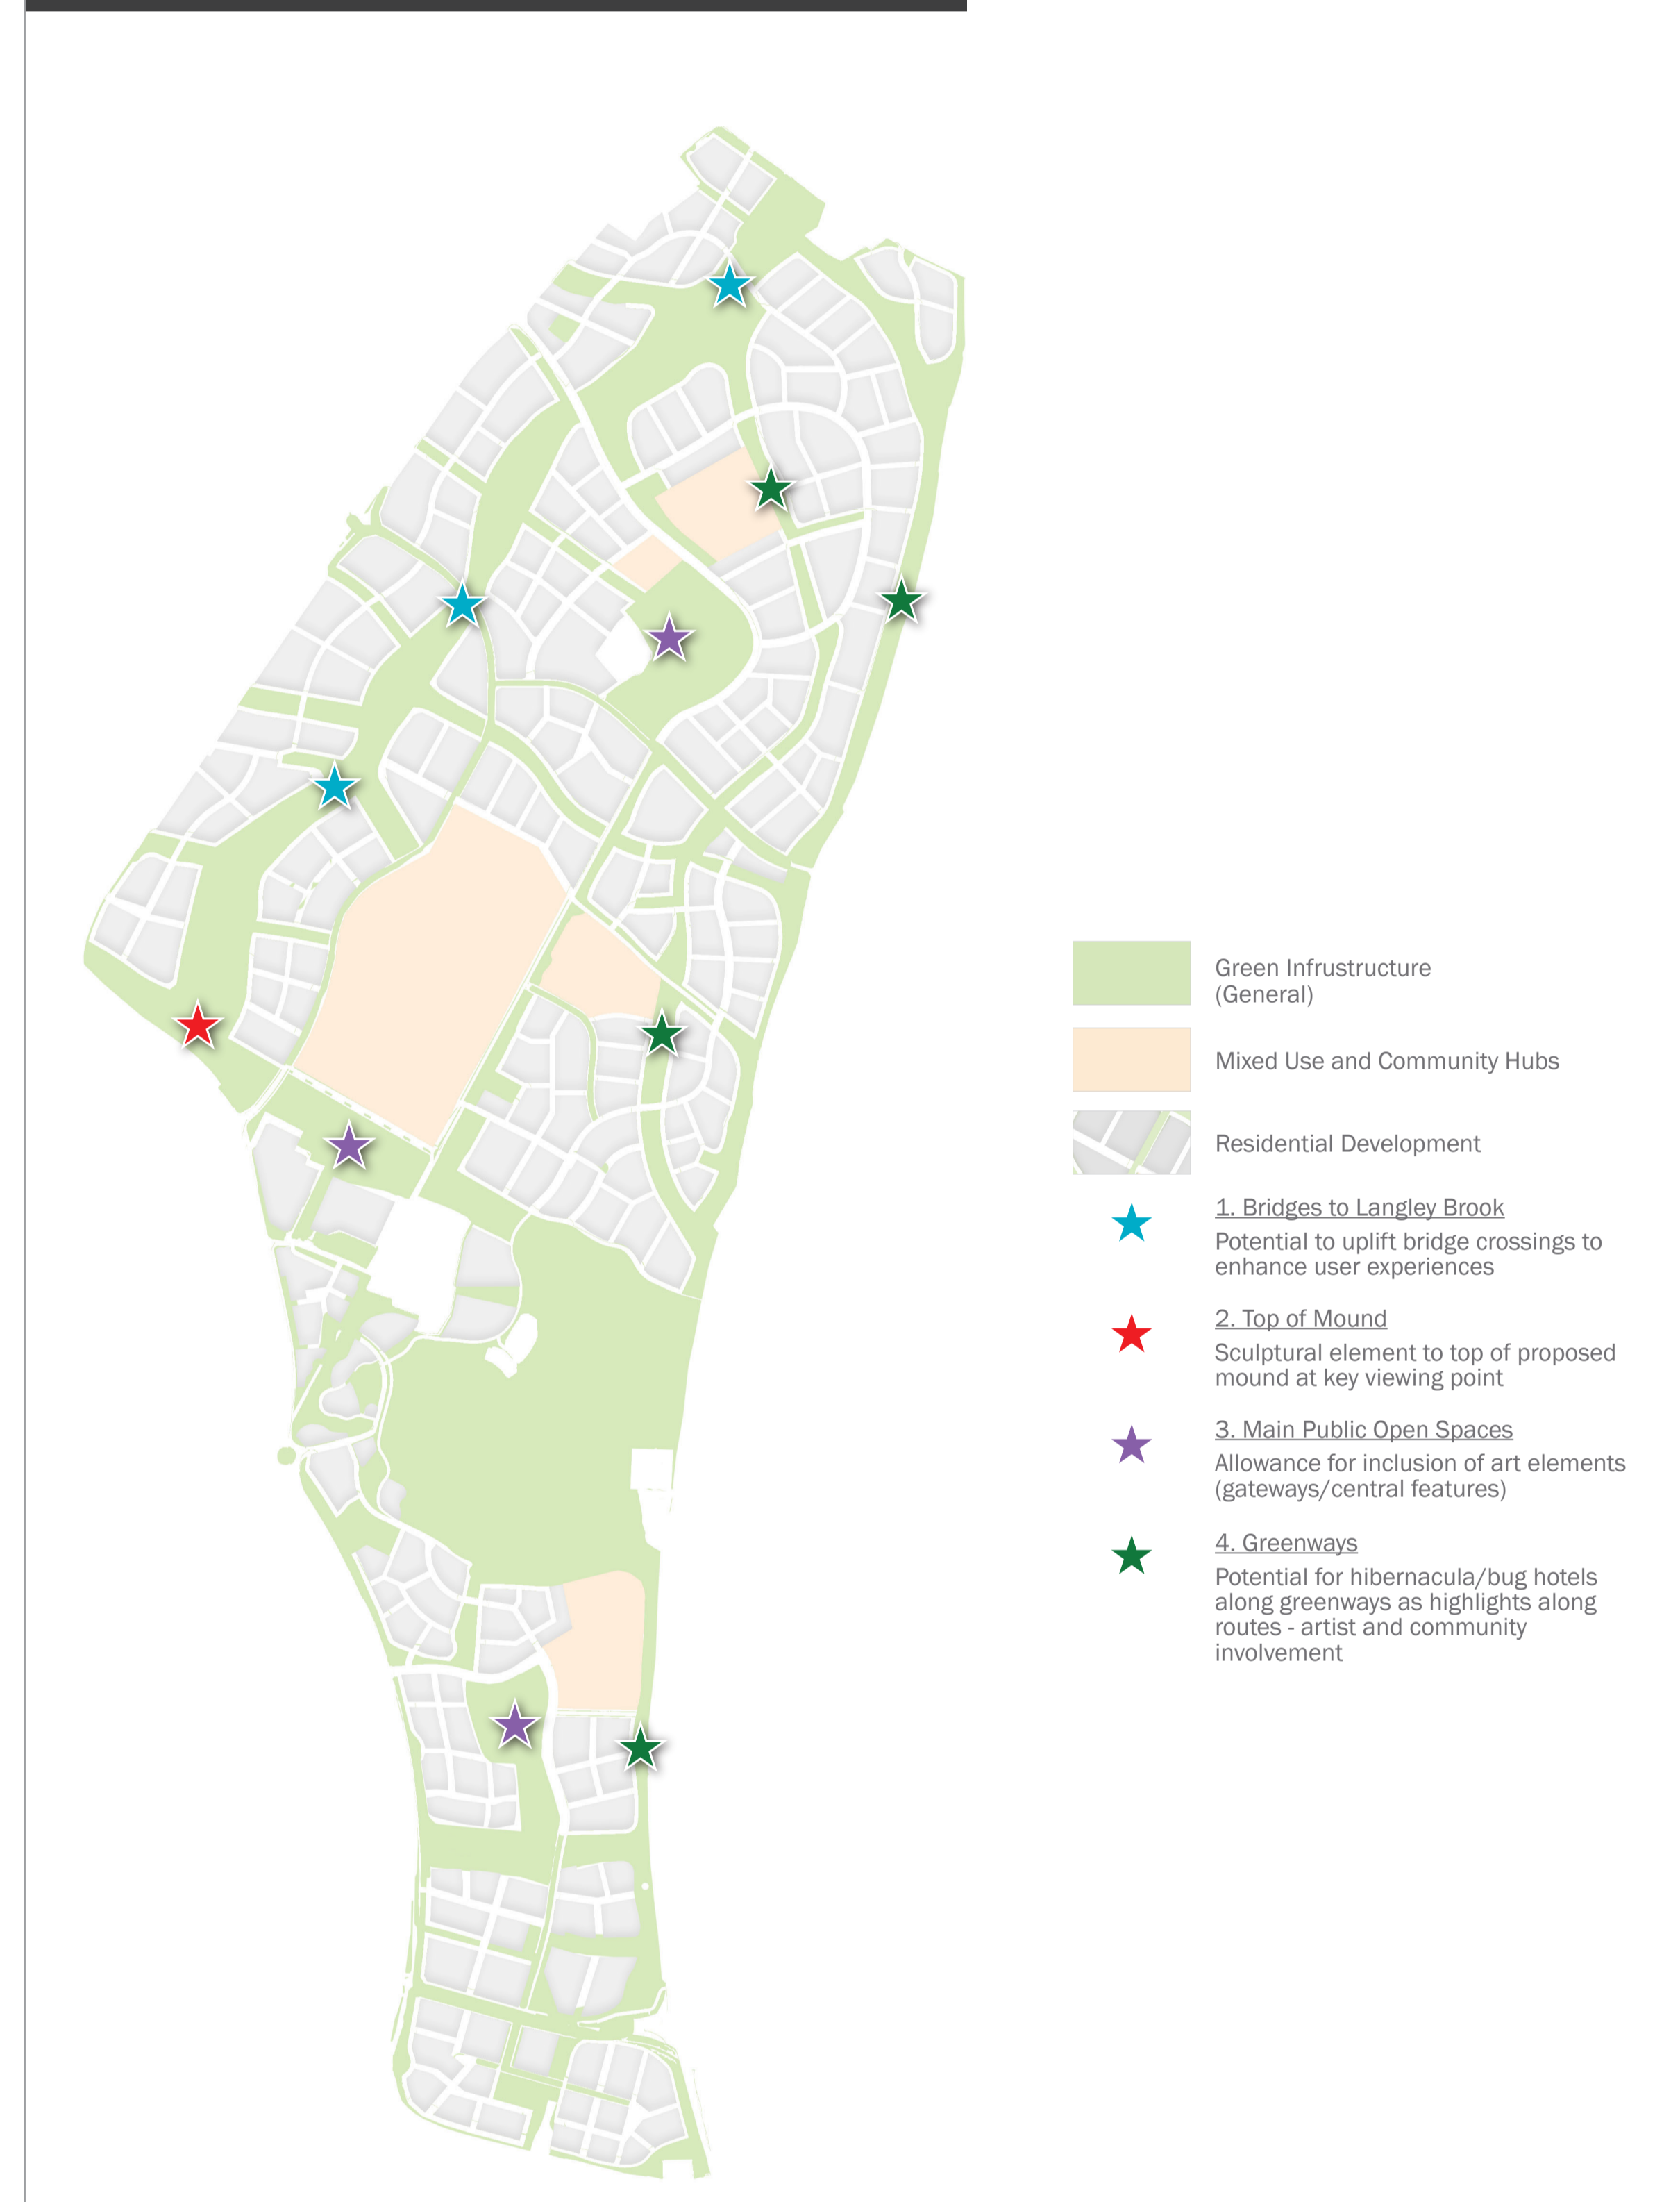 Green Infrustructure
(General)
Mixed Use and Community Hubs
Residential Development
1. Bridges to Langley Brook
Potential to uplift bridge crossings to
enhance user experiences
2. Top of Mound
Sculptural element to top of proposed
mound at key viewing point
3. Main Public Open Spaces
Allowance for inclusion of art elements
(gateways/central features)
4. Greenways
Potential for hibernacula/bug hotels
along greenways as highlights along
routes - artist and community
involvement